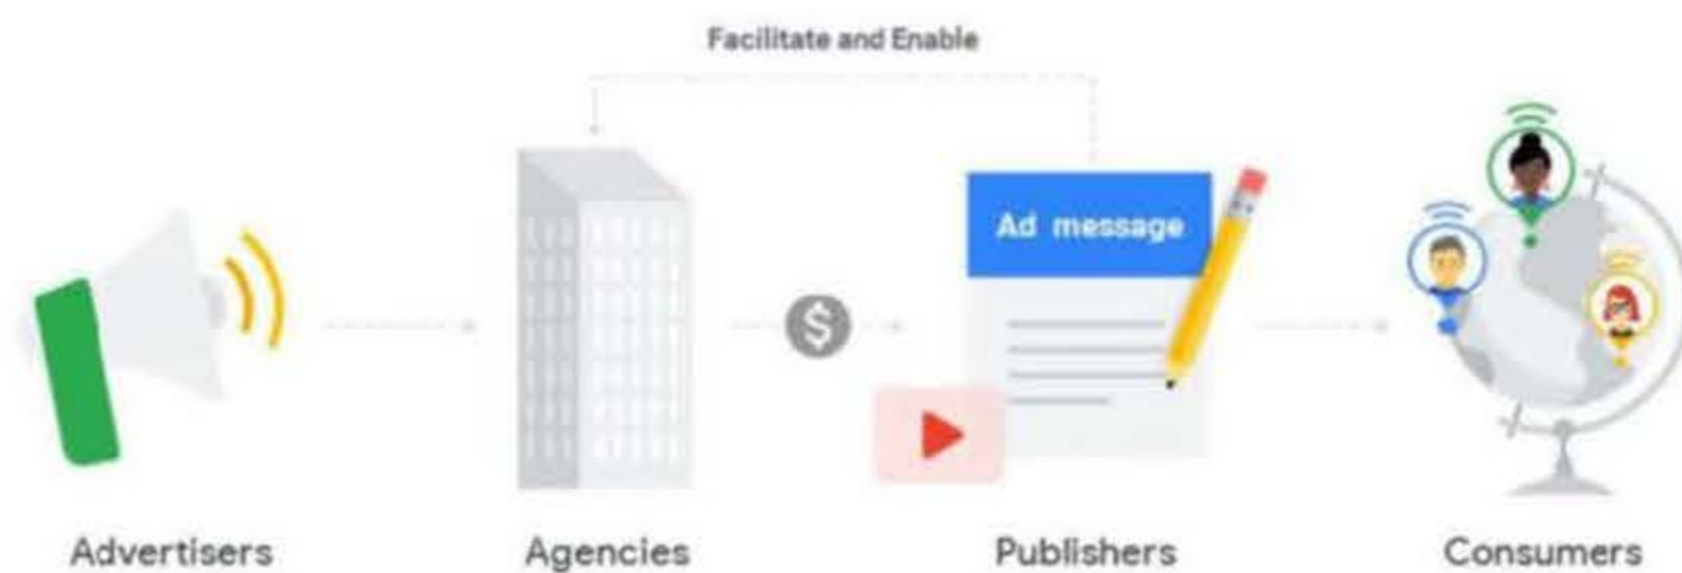 Facilitate and Enable
Ad message
$
Advertisers
Agencies
Publishers
Consumers